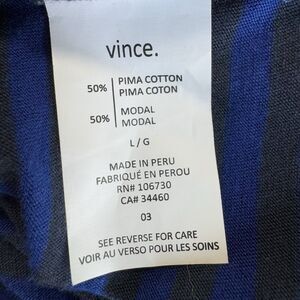 vince.
50% PIMA COTTON
PIMA COTON
50% MODAL
MODAL
L / G
MADE IN PERU
FABRIQUÉ EN PEROU
RN# 106730
CA# 34460
03
SEE REVERSE FOR CARE
VOIR AU VERSO POUR LES SOINS